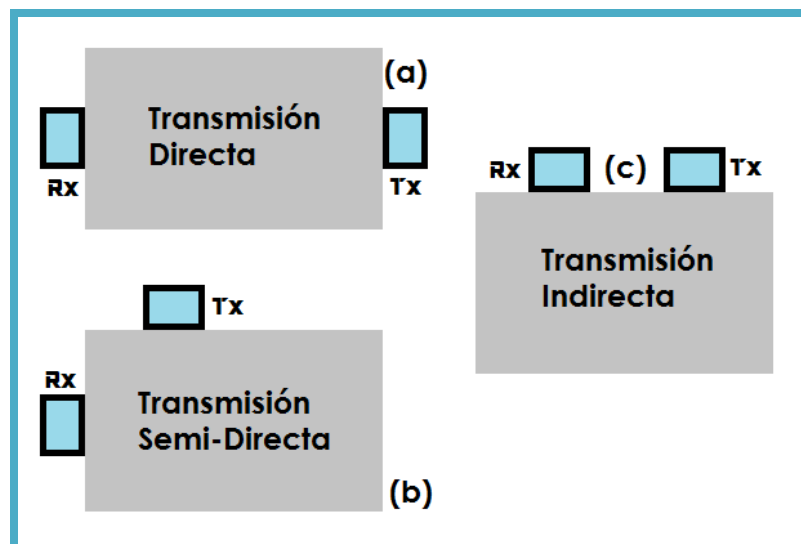 (a)
Transmisión
Directa
Rx
Tx
Rx
(c)
Tx
Transmisión
Indirecta
Tx
Rx
Transmisión
Semi-Directa
(b)